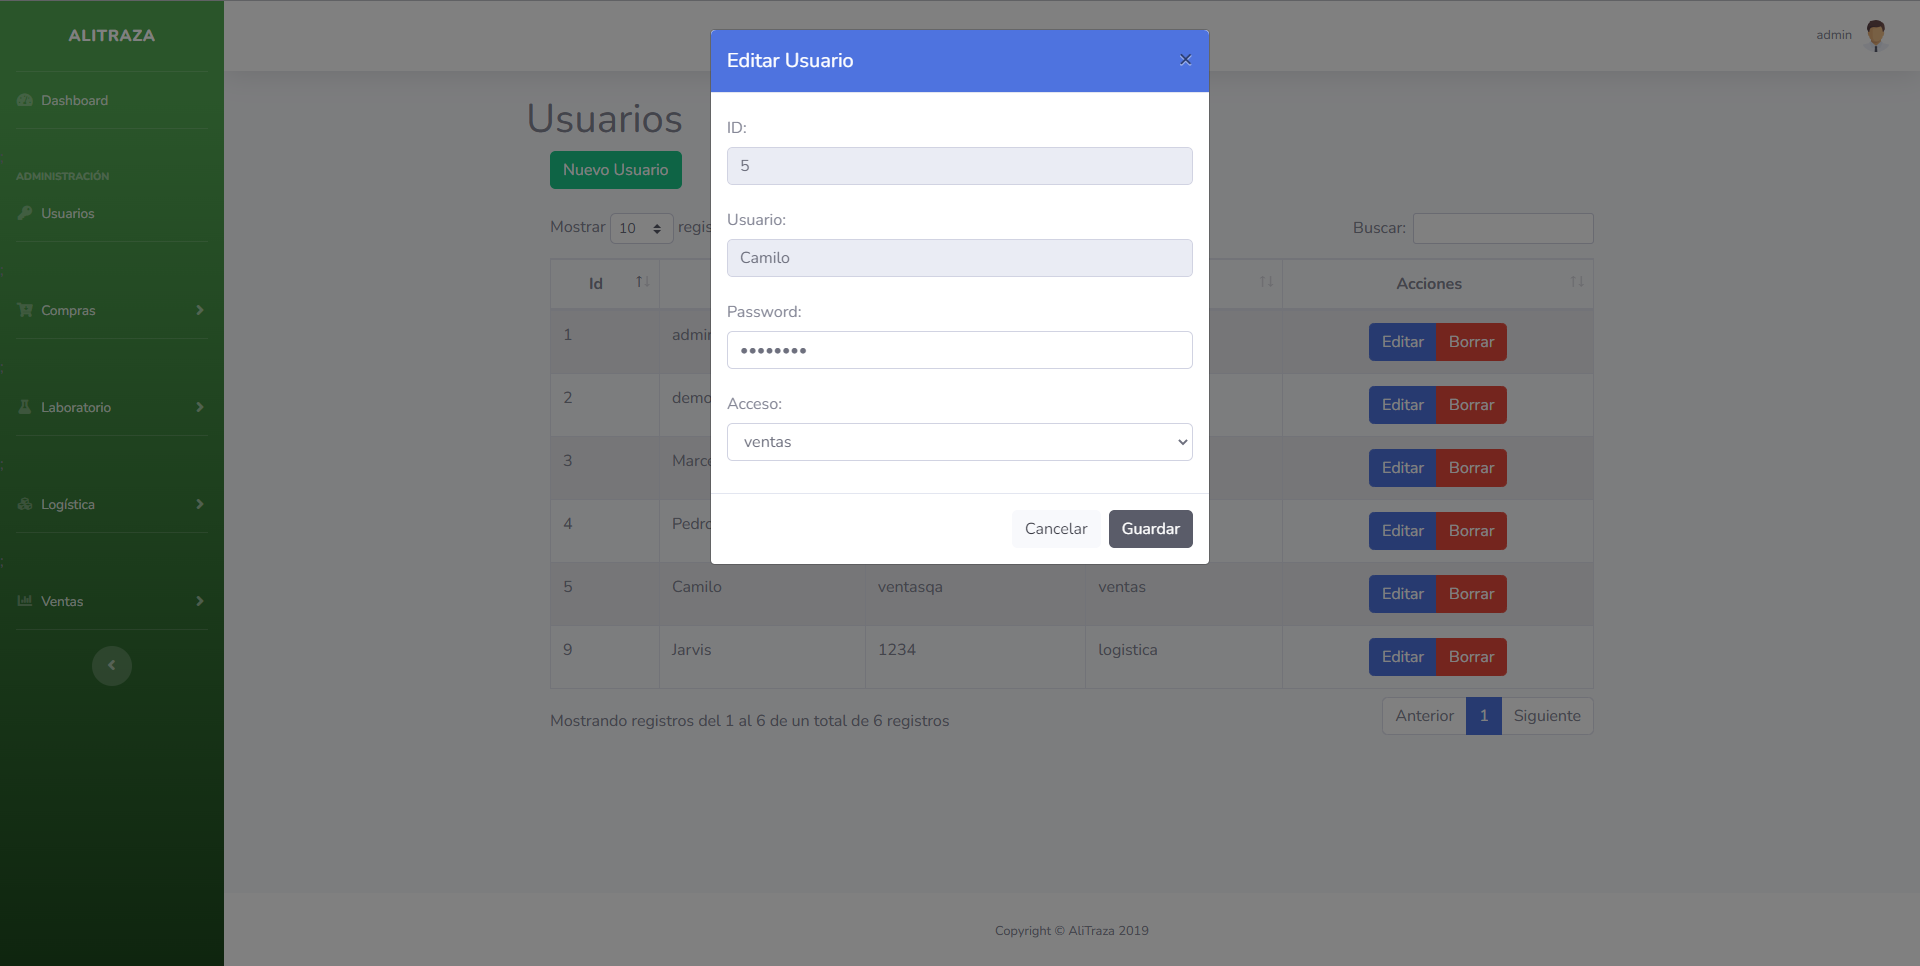 ALITRAZA
Dashboard
ADMINISTRACIÓN
Usuarios
Compras
Laboratorio
Logística
Ventas
admin
Usuarios
Nuevo Usuario
Mostrar 10 regis
Buscar:
Id Acciones
1 admin Editar Borrar
2 demo Editar Borrar
3 Marce Editar Borrar
4 Pedro Editar Borrar
5 Camilo ventasqa ventas Editar Borrar
9 Jarvis 1234 logistica Editar Borrar
Mostrando registros del 1 al 6 de un total de 6 registros
Anterior 1 Siguiente
Copyright © AliTraza 2019
Editar Usuario ×
ID:
5
Usuario:
Camilo
Password:
••••••••
Acceso:
ventas
Cancelar Guardar